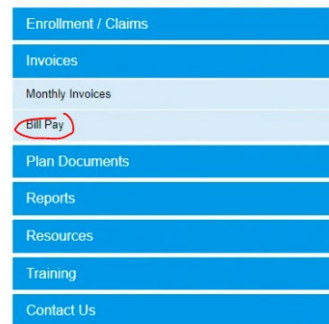 Enrollment / Claims
Invoices
Monthly Invoices
Bill Pay
Plan Documents
Reports
Resources
Training
Contact Us